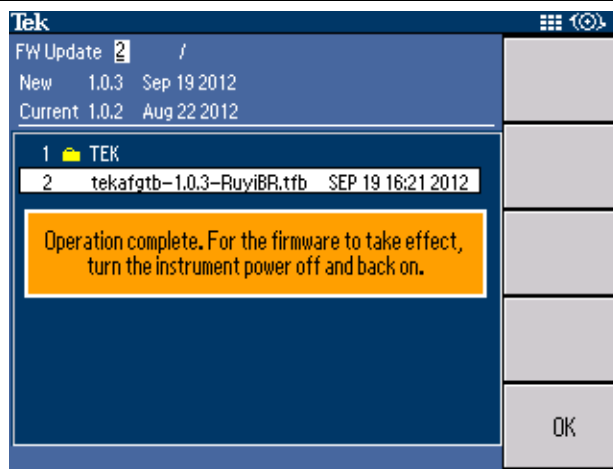 Tek
FW Update 2 /
New 1.0.3 Sep 19 2012
Current 1.0.2 Aug 22 2012
1 TEK
2 tekafgtb-1.0.3-RuyiBR.tfb SEP 19 16:21 2012
Operation complete. For the firmware to take effect,
turn the instrument power off and back on.
OK